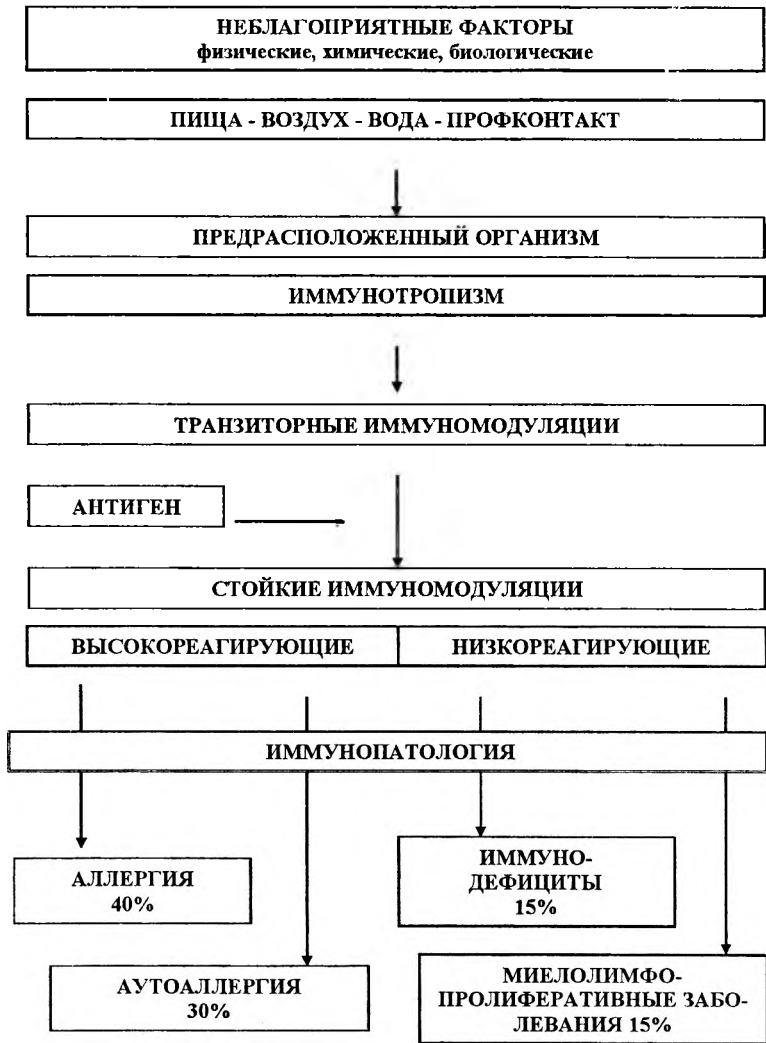 НЕБЛАГОПРИЯТНЫЕ ФАКТОРЫ
физические, химические, биологические
ПИЩА - ВОЗДУХ - ВОДА - ПРОФКОНТАКТ
ПРЕДРАСПОЛОЖЕННЫЙ ОРГАНИЗМ
ИММУНОТРОПИЗМ
ТРАНЗИТОРНЫЕ ИММУНОМОДУЛЯЦИИ
АНТИГЕН
СТОЙКИЕ ИММУНОМОДУЛЯЦИИ
ВЫСОКОРЕАГИРУЮЩИЕ
НИЗКОРЕАГИРУЮЩИЕ
ИММУНОПАТОЛОГИЯ
АЛЛЕРГИЯ
40%
ИММУНО-
ДЕФИЦИТЫ
15%
АУТОАЛЛЕРГИЯ
30%
МИЕЛОЛИМФО-
ПРОЛИФЕРАТИВНЫЕ ЗАБО-
ЛЕВАНИЯ 15%